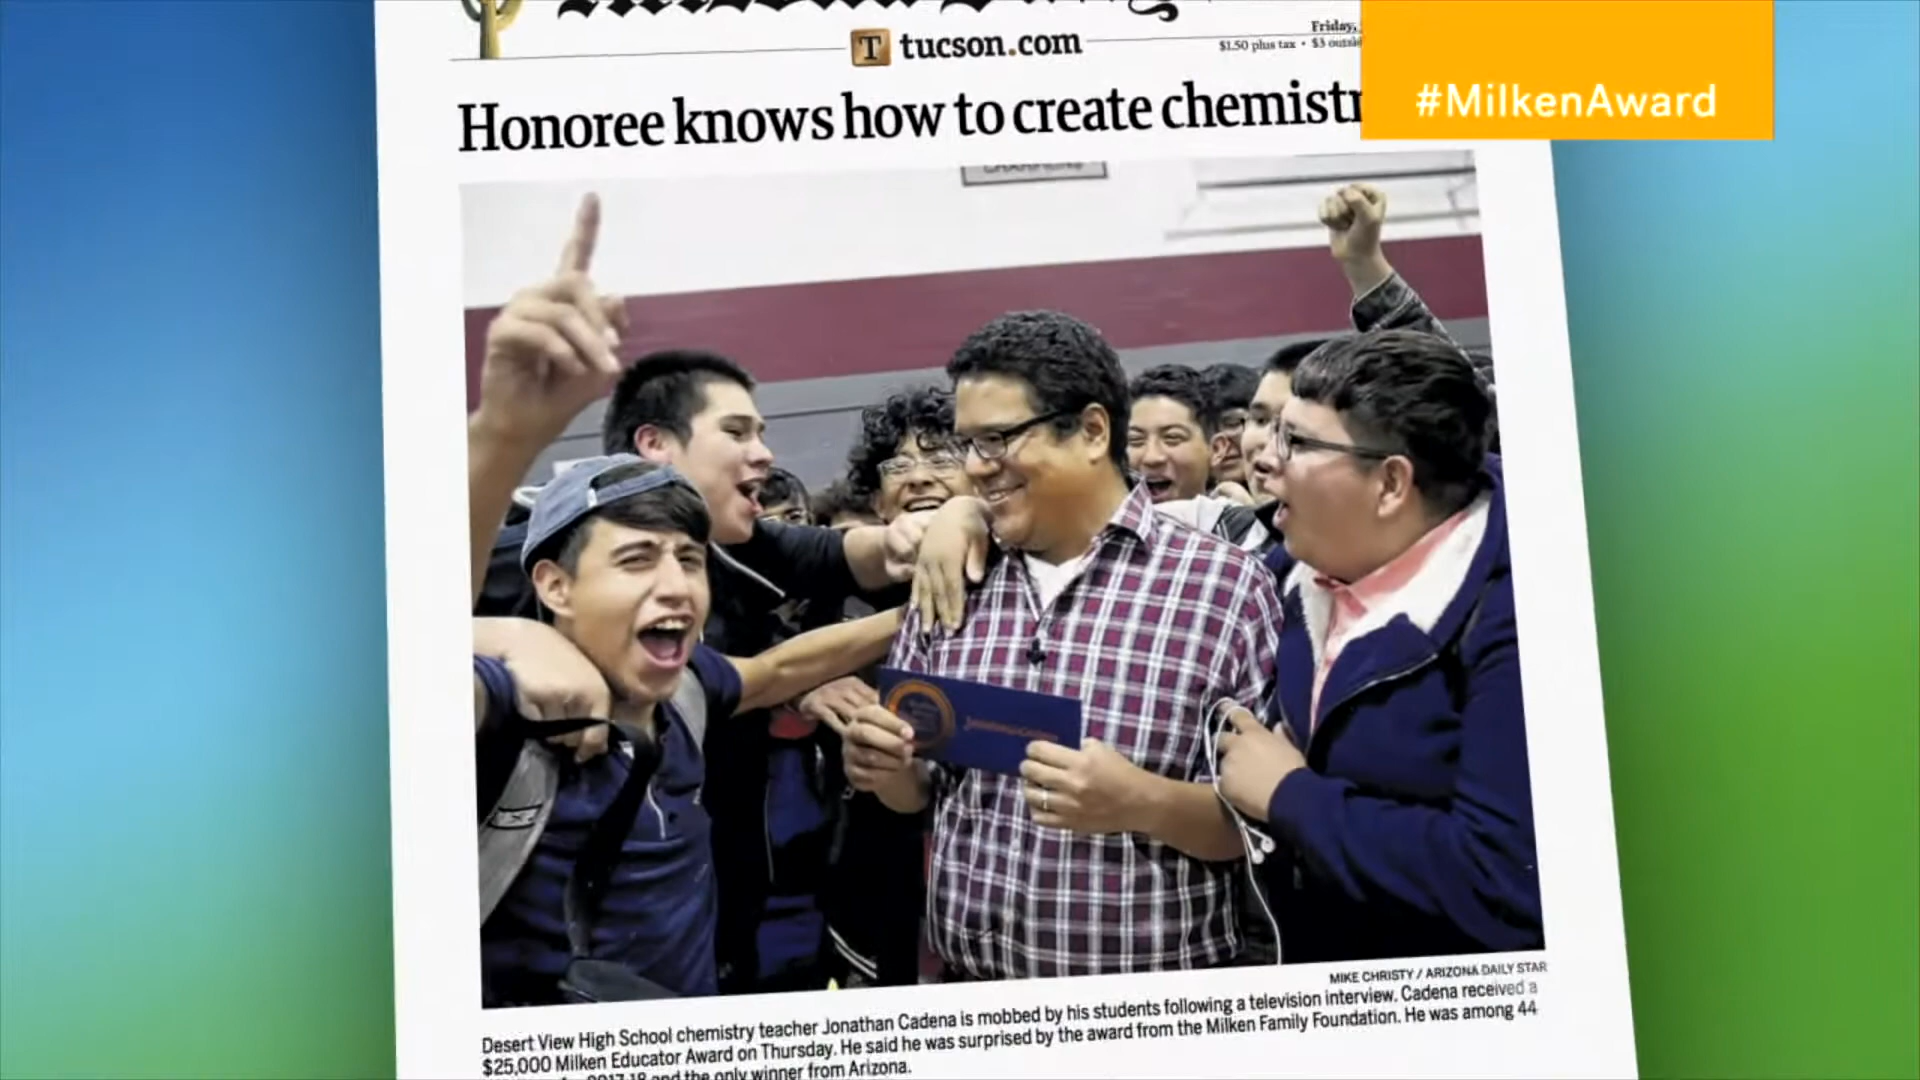 T tucson.com
Friday,
$1.50 plus tax • $3 outside
#MilkenAward
Honoree knows how to create chemistr
MIKE CHRISTY / ARIZONA DAILY STAR
Desert View High School chemistry teacher Jonathan Cadena is mobbed by his students following a television interview. Cadena received a
$25,000 Milken Educator Award on Thursday. He said he was surprised by the award from the Milken Family Foundation. He was among 44
2017-18 and the only winner from Arizona.